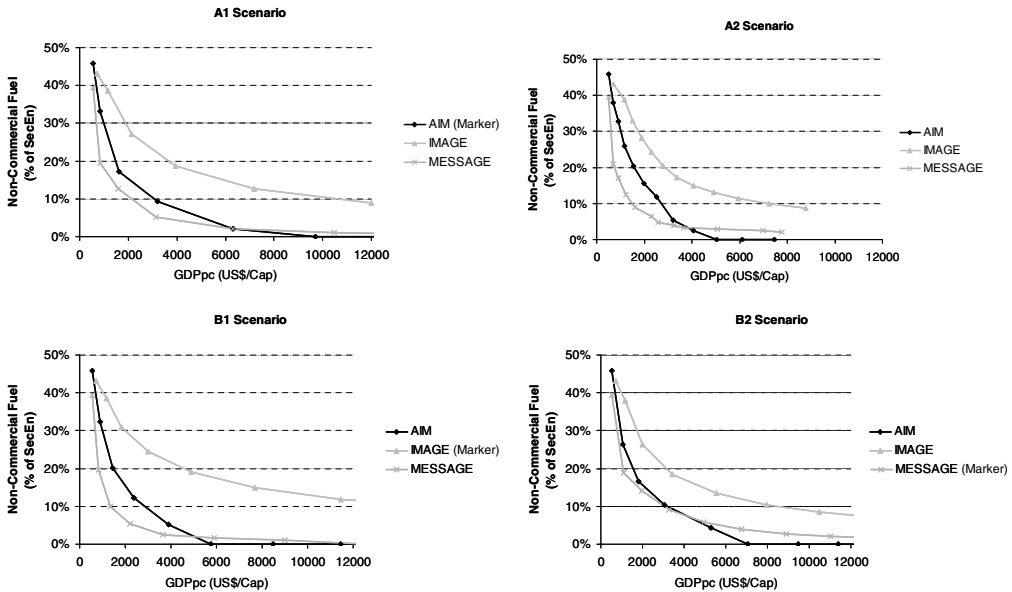 A1 Scenario
Non-Commercial Fuel
(% of SecEn)
50%
40%
30%
20%
10%
0%
0 2000 4000 6000 8000 10000 12000
GDPpc (US$/Cap)
AIM (Marker)
IMAGE
MESSAGE
A2 Scenario
Non-Commercial Fuel
(% of SecEn)
50%
40%
30%
20%
10%
0%
0 2000 4000 6000 8000 10000 12000
GDPpc (US$/Cap)
AIM
IMAGE
MESSAGE
B1 Scenario
Non-Commercial Fuel
(% of SecEn)
50%
40%
30%
20%
10%
0%
0 2000 4000 6000 8000 10000 12000
GDPpc (US$/Cap)
AIM
IMAGE (Marker)
MESSAGE
B2 Scenario
Non-Commercial Fuel
(% of SecEn)
50%
40%
30%
20%
10%
0%
0 2000 4000 6000 8000 10000 12000
GDPpc (US$/Cap)
AIM
IMAGE
MESSAGE (Marker)